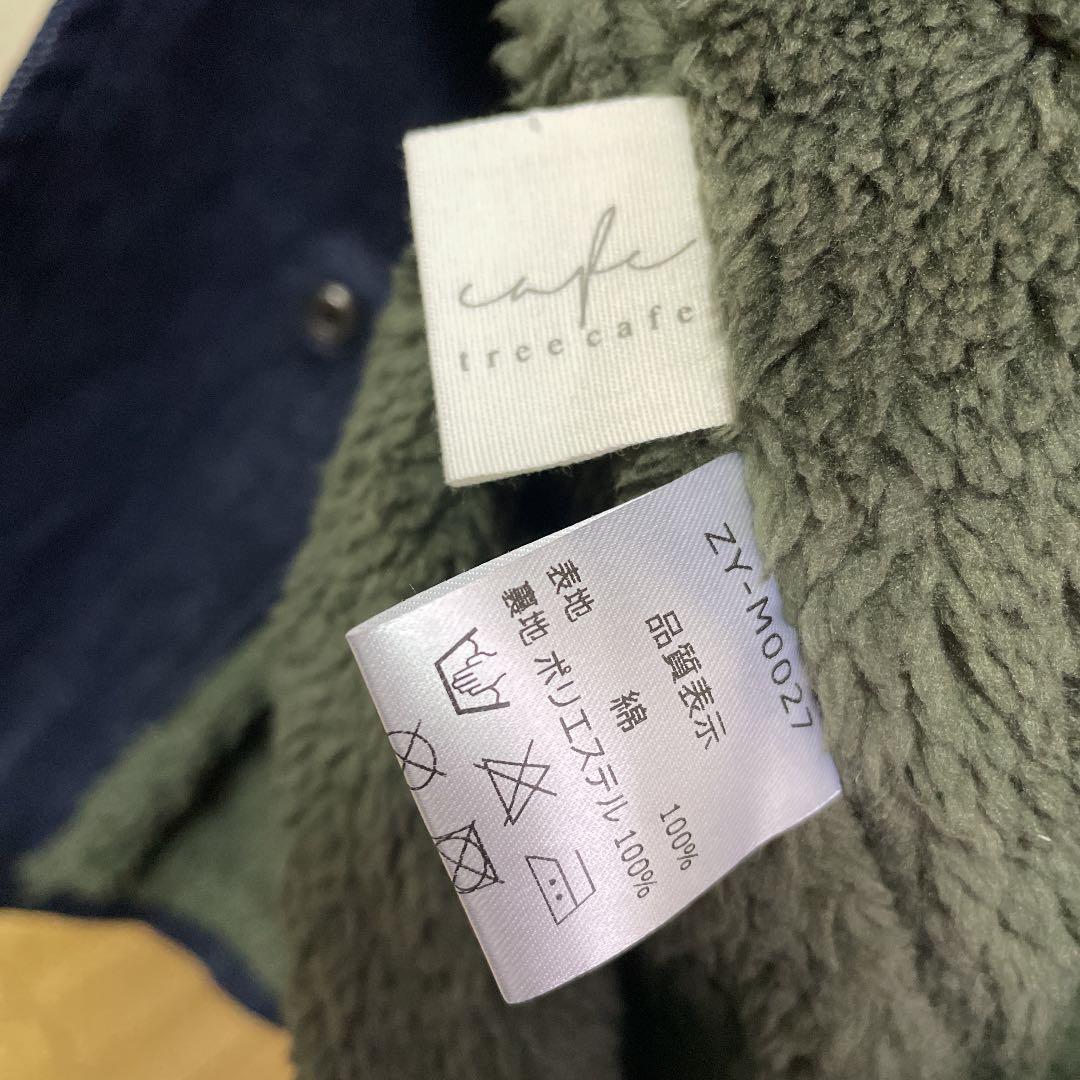 cafe
tree cafe
ZY-M0027
品質表示
表地 綿 100%
裏地 ポリエステル 100%